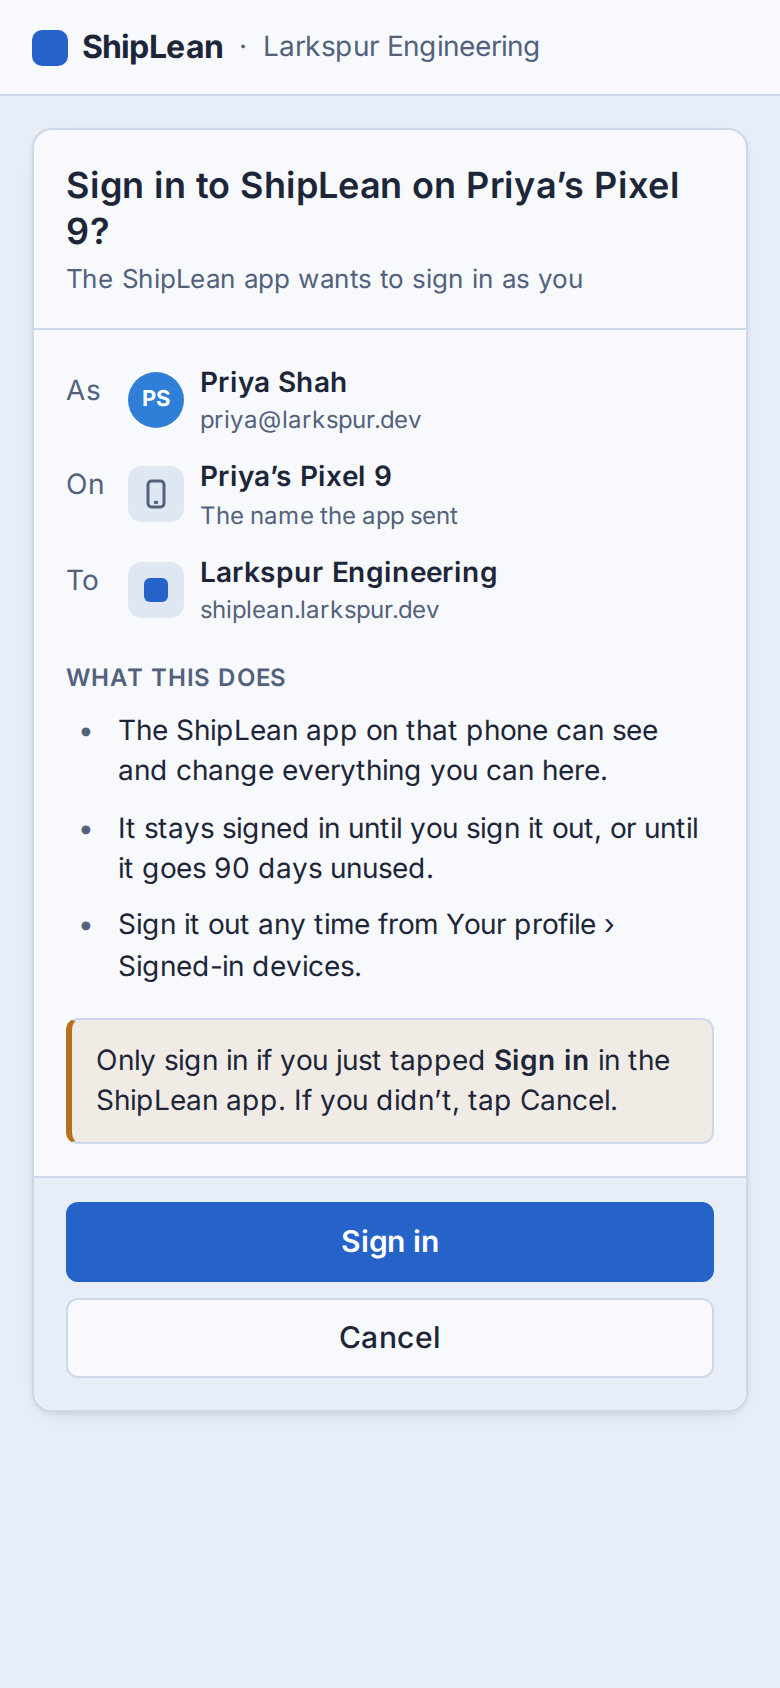 ShipLean · Larkspur Engineering
Sign in to ShipLean on Priya’s Pixel
9?
The ShipLean app wants to sign in as you
As PS Priya Shah
priya@larkspur.dev
On Priya’s Pixel 9
The name the app sent
To Larkspur Engineering
shiplean.larkspur.dev
WHAT THIS DOES
• The ShipLean app on that phone can see
and change everything you can here.
• It stays signed in until you sign it out, or until
it goes 90 days unused.
• Sign it out any time from Your profile ›
Signed-in devices.
Only sign in if you just tapped Sign in in the
ShipLean app. If you didn’t, tap Cancel.
Sign in
Cancel